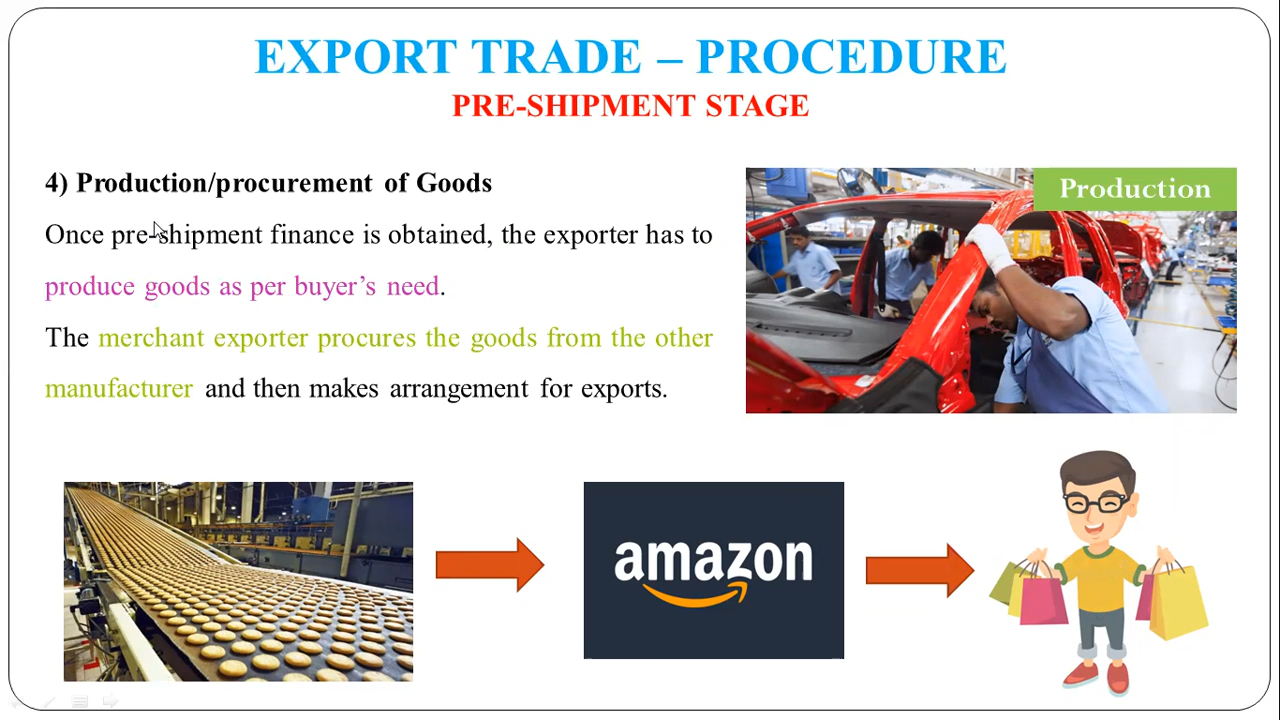 EXPORT TRADE – PROCEDURE
PRE-SHIPMENT STAGE
4) Production/procurement of Goods
Once pre-shipment finance is obtained, the exporter has to
produce goods as per buyer’s need.
The merchant exporter procures the goods from the other
manufacturer and then makes arrangement for exports.
Production
amazon